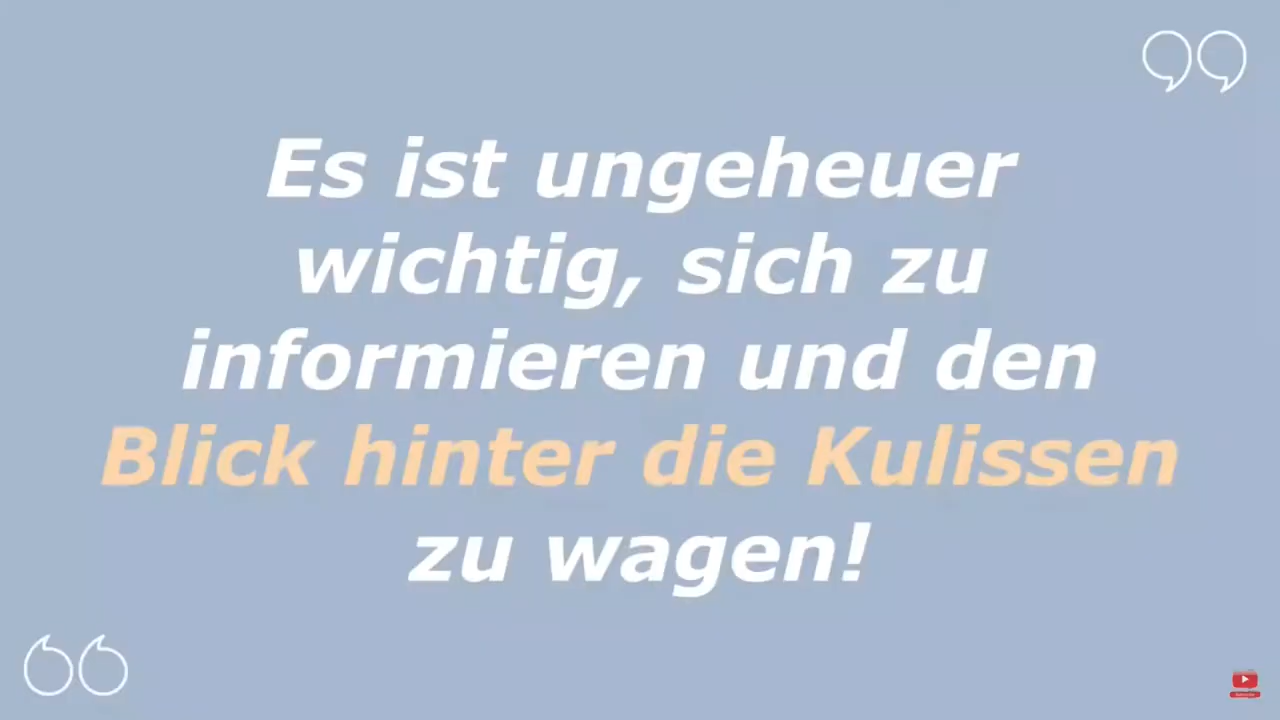 Es ist ungeheuer
wichtig, sich zu
informieren und den
Blick hinter die Kulissen
zu wagen!